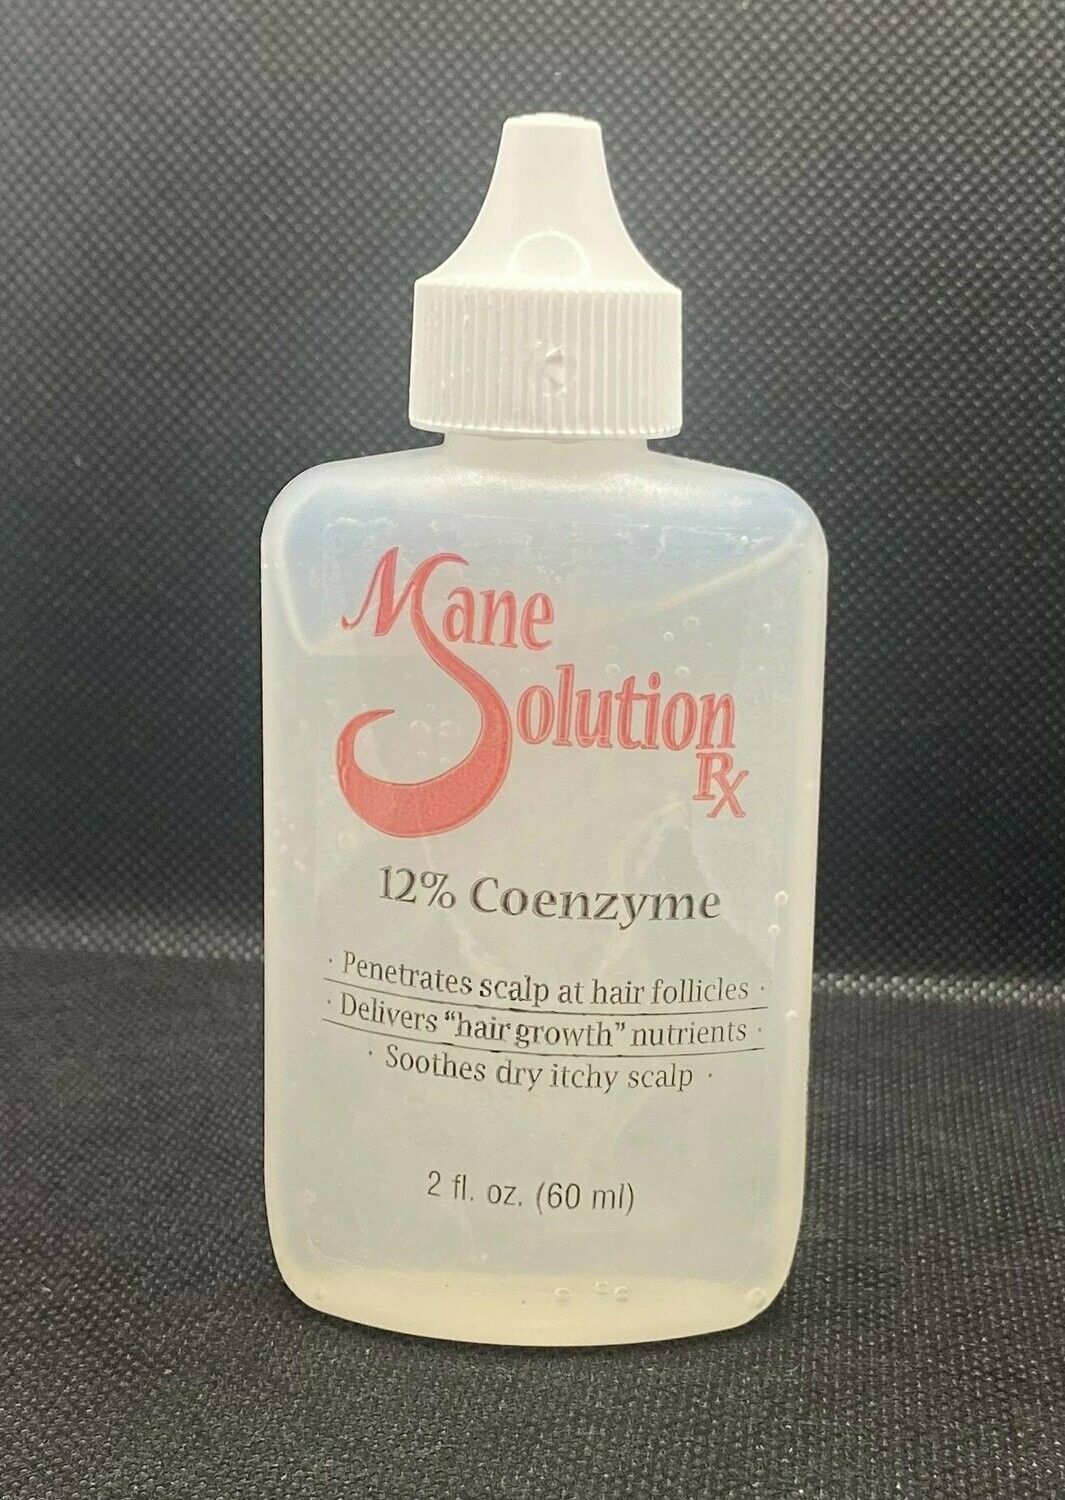 Mane
Solution
Rx
12% Coenzyme
· Penetrates scalp at hair follicles ·
· Delivers “hair growth” nutrients ·
· Soothes dry itchy scalp ·
2 fl. oz. (60 ml)